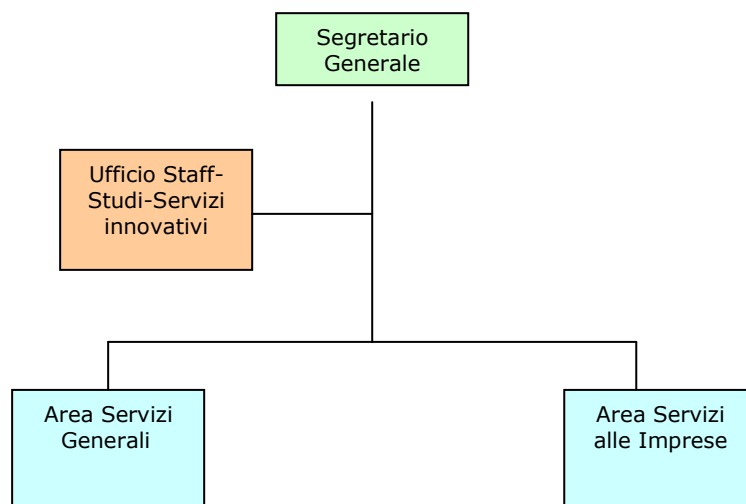 Segretario
Generale
Ufficio Staff-
Studi-Servizi
innovativi
Area Servizi
Generali
Area Servizi
alle Imprese